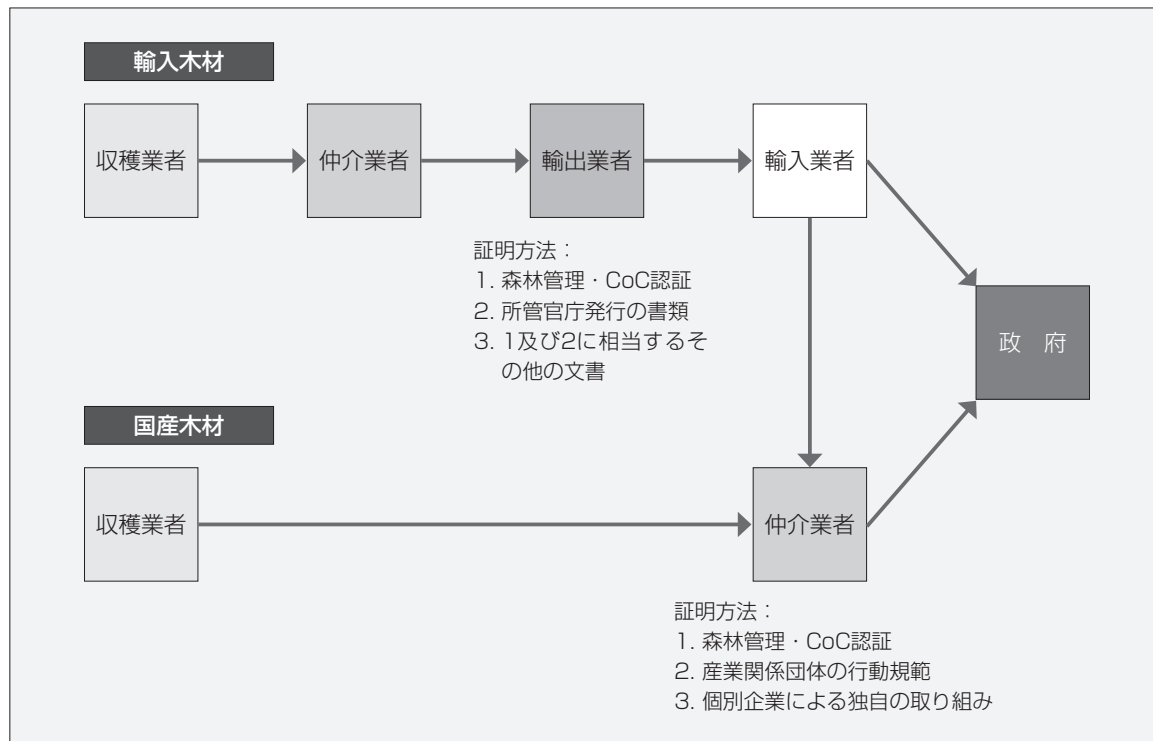 輸入木材
収穫業者
仲介業者
輸出業者
輸入業者
証明方法：
1. 森林管理・CoC認証
2. 所管官庁発行の書類
3. 1及び2に相当するそ
の他の文書
政　府
国産木材
収穫業者
仲介業者
証明方法：
1. 森林管理・CoC認証
2. 産業関係団体の行動規範
3. 個別企業による独自の取り組み